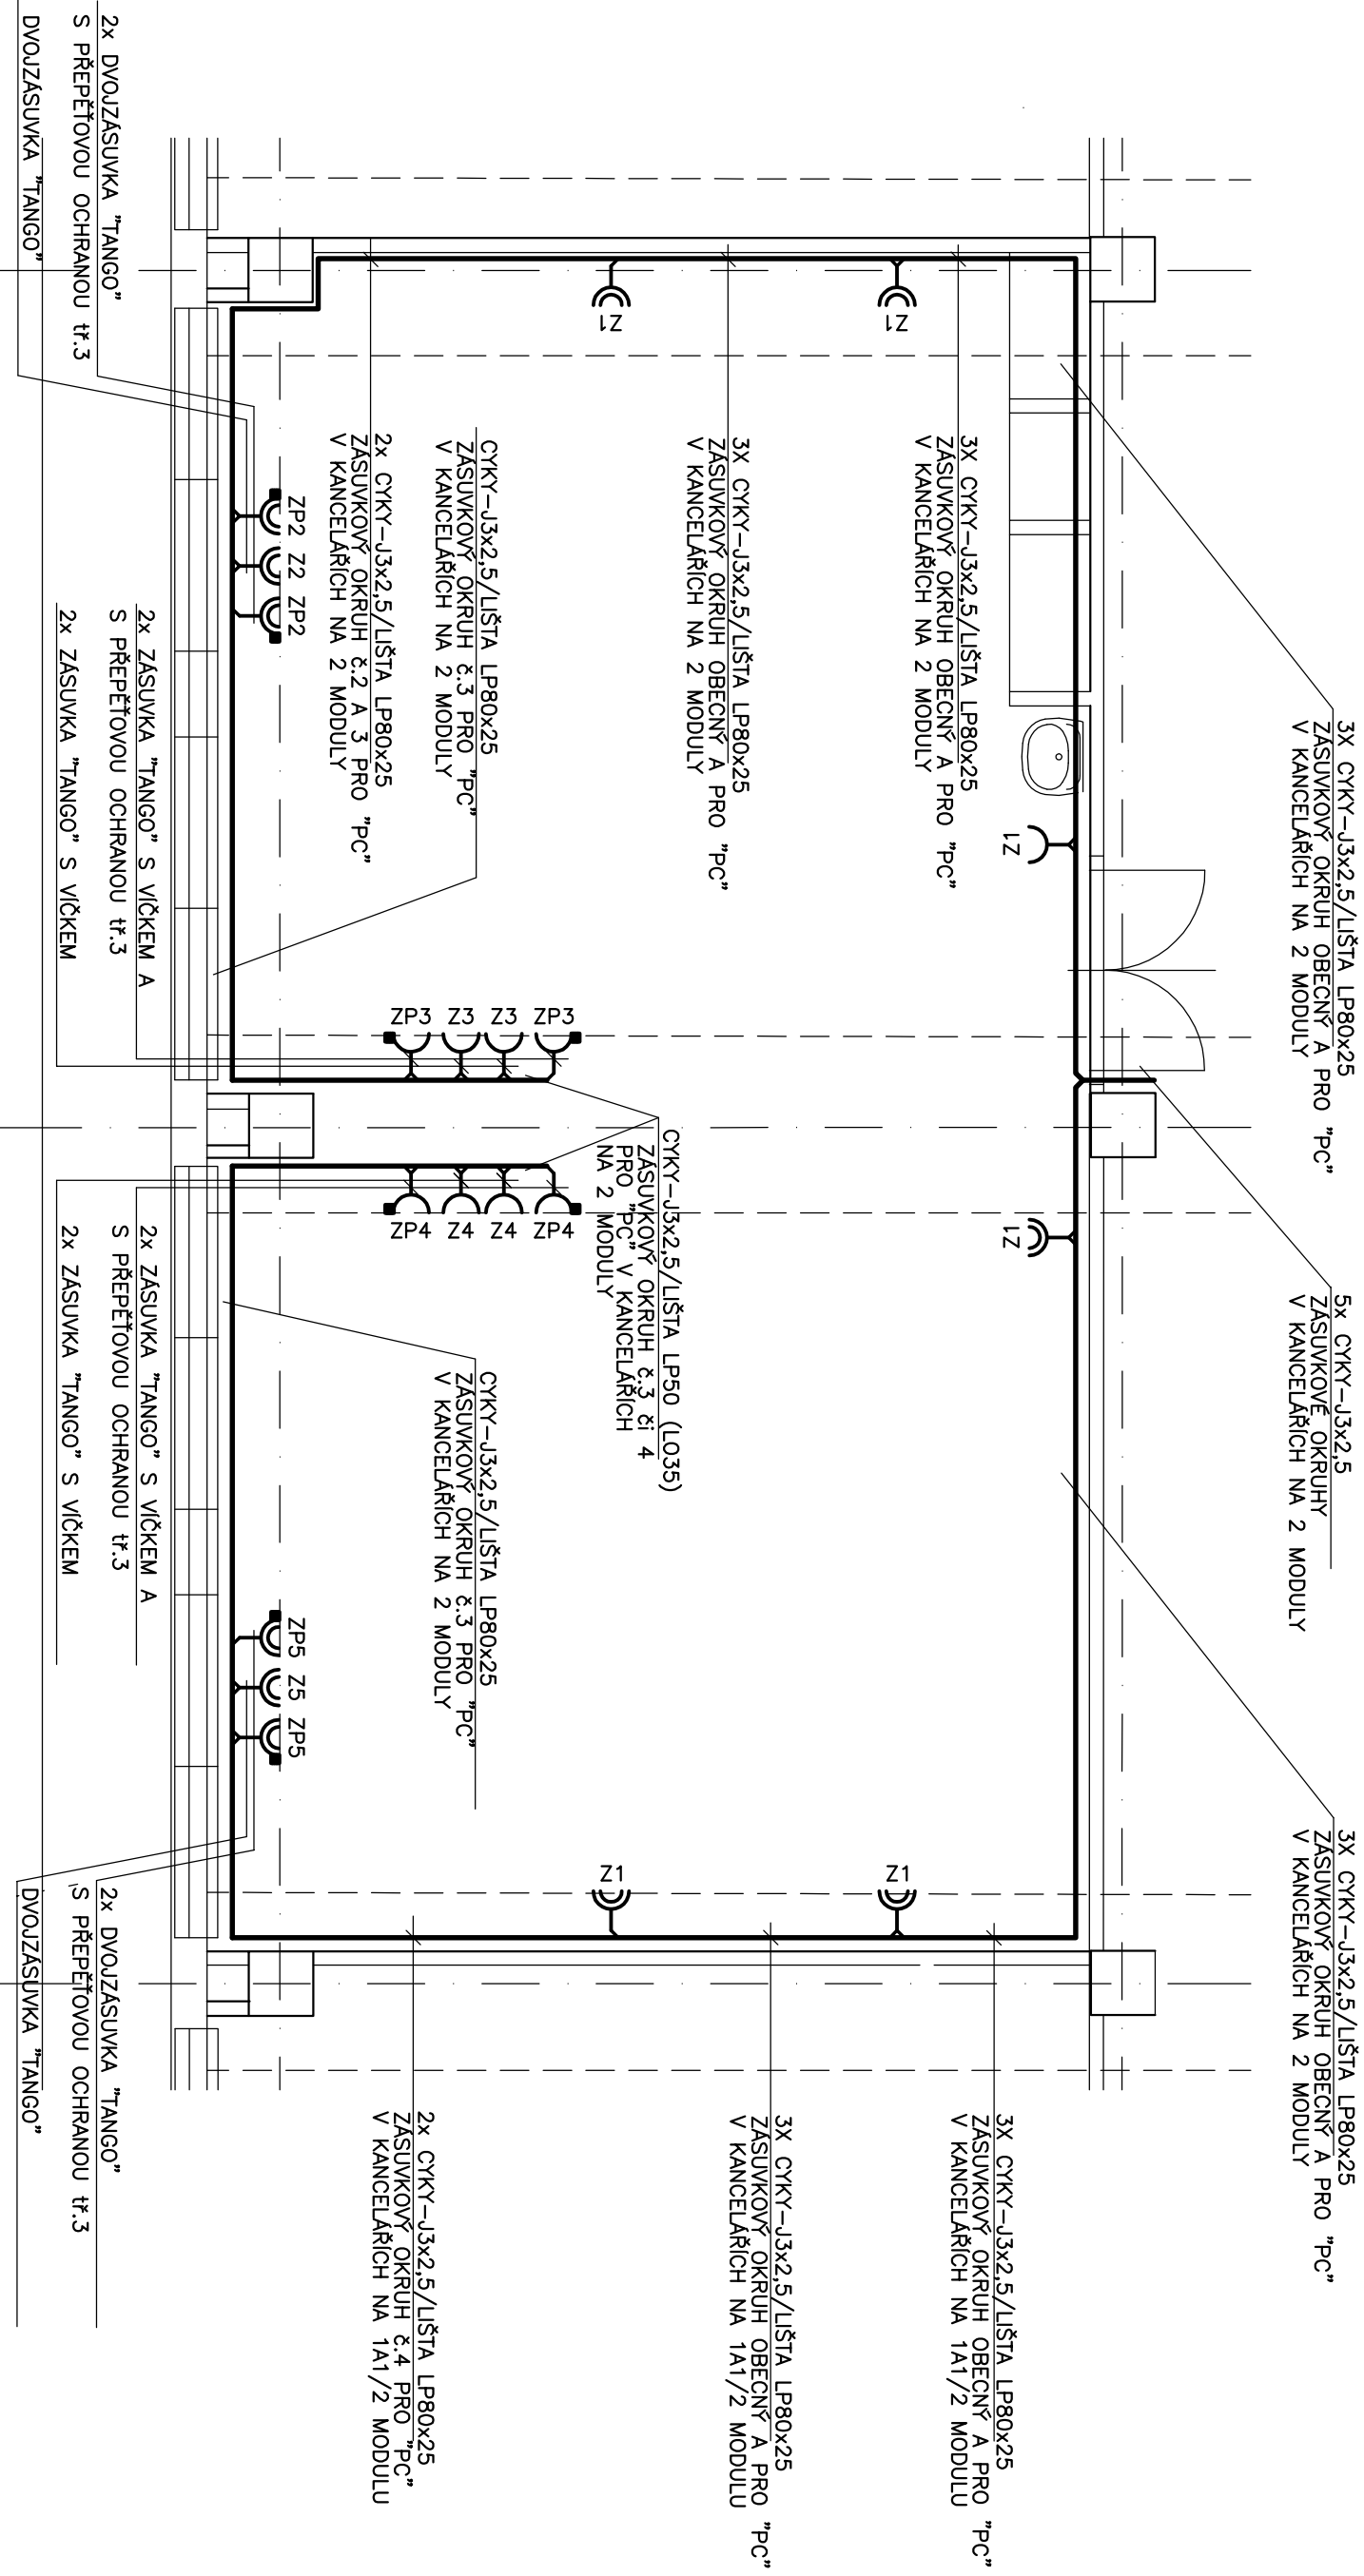 3X CYKY-J3x2,5/LIŠTA LP80x25
ZÁSUVKOVÝ OKRUH OBECNÝ A PRO "PC"
V KANCELÁŘÍCH NA 2 MODULY
5x CYKY-J3x2,5
ZÁSUVKOVÉ OKRUHY
V KANCELÁŘÍCH NA 2 MODULY
3X CYKY-J3x2,5/LIŠTA LP80x25
ZÁSUVKOVÝ OKRUH OBECNÝ A PRO "PC"
V KANCELÁŘÍCH NA 2 MODULY
Z1
Z1
3X CYKY-J3x2,5/LIŠTA LP80x25
ZÁSUVKOVÝ OKRUH OBECNÝ A PRO "PC"
V KANCELÁŘÍCH NA 2 MODULY
3X CYKY-J3x2,5/LIŠTA LP80x25
ZÁSUVKOVÝ OKRUH OBECNÝ A PRO "PC"
V KANCELÁŘÍCH NA 1A1/2 MODULU
Z1
Z1
3X CYKY-J3x2,5/LIŠTA LP80x25
ZÁSUVKOVÝ OKRUH OBECNÝ A PRO "PC"
V KANCELÁŘÍCH NA 2 MODULY
3X CYKY-J3x2,5/LIŠTA LP80x25
ZÁSUVKOVÝ OKRUH OBECNÝ A PRO "PC"
V KANCELÁŘÍCH NA 1A1/2 MODULU
Z1
Z1
CYKY-J3x2,5/LIŠTA LP50 (LO35)
ZÁSUVKOVÝ OKRUH č.3 či 4
PRO "PC" V KANCELÁŘÍCH
NA 2 MODULY
ZP3
Z3
Z3
ZP3
ZP4
Z4
Z4
ZP4
CYKY-J3x2,5/LIŠTA LP80x25
ZÁSUVKOVÝ OKRUH č.3 PRO "PC"
V KANCELÁŘÍCH NA 2 MODULY
CYKY-J3x2,5/LIŠTA LP80x25
ZÁSUVKOVÝ OKRUH č.3 PRO "PC"
V KANCELÁŘÍCH NA 2 MODULY
2x CYKY-J3x2,5/LIŠTA LP80x25
ZÁSUVKOVÝ OKRUH č.2 A 3 PRO "PC"
V KANCELÁŘÍCH NA 2 MODULY
2x CYKY-J3x2,5/LIŠTA LP80x25
ZÁSUVKOVÝ OKRUH č.4 PRO "PC"
V KANCELÁŘÍCH NA 1A1/2 MODULU
ZP2 Z2 ZP2
ZP5 Z5 ZP5
2x DVOJZÁSUVKA "TANGO"
S PŘEPĚŤOVOU OCHRANOU tř.3
DVOJZÁSUVKA "TANGO"
2x ZÁSUVKA "TANGO" S VÍČKEM A
S PŘEPĚŤOVOU OCHRANOU tř.3
2x ZÁSUVKA "TANGO" S VÍČKEM
2x ZÁSUVKA "TANGO" S VÍČKEM A
S PŘEPĚŤOVOU OCHRANOU tř.3
2x ZÁSUVKA "TANGO" S VÍČKEM
2x DVOJZÁSUVKA "TANGO"
S PŘEPĚŤOVOU OCHRANOU tř.3
DVOJZÁSUVKA "TANGO"